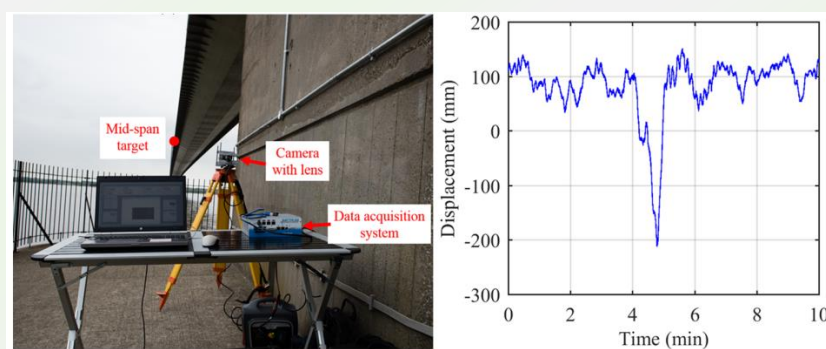 Mid-span
target
Camera
with lens
Data acquisition
system
Displacement (mm)
200
100
0
-100
-200
-300
0
2
4
6
8
10
Time (min)